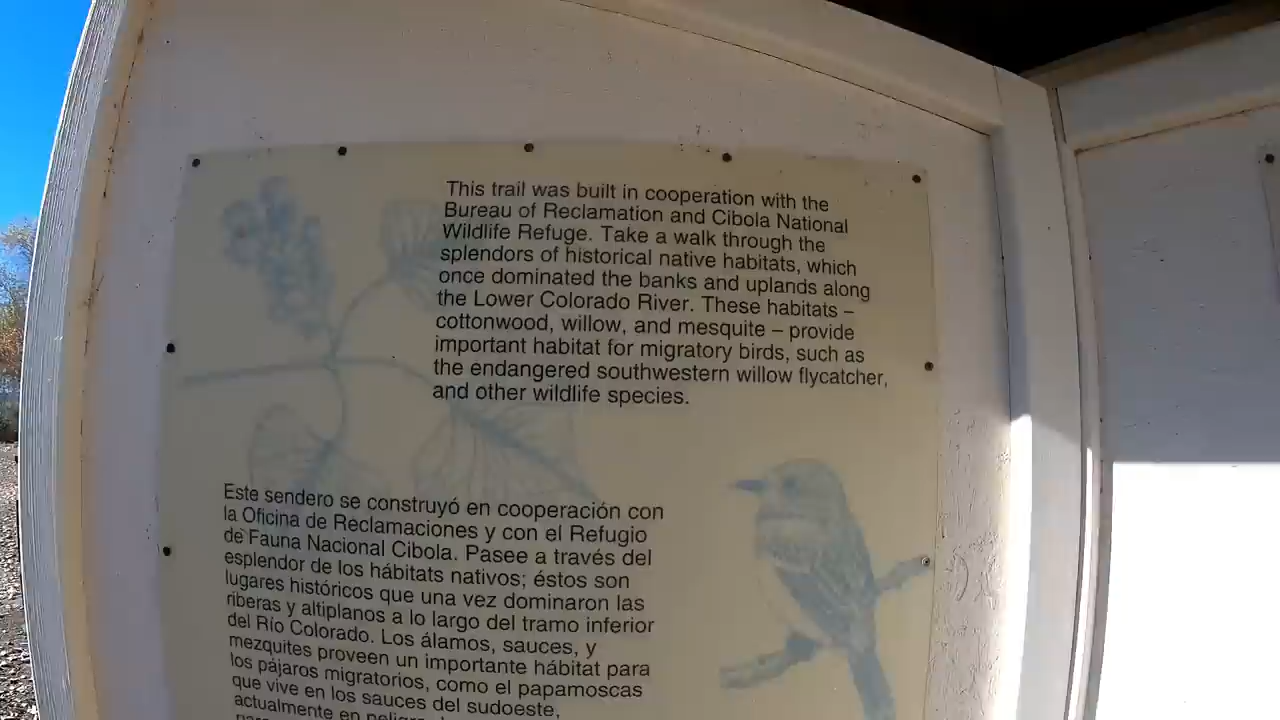 This trail was built in cooperation with the
Bureau of Reclamation and Cibola National
Wildlife Refuge. Take a walk through the
splendors of historical native habitats, which
once dominated the banks and uplands along
the Lower Colorado River. These habitats –
cottonwood, willow, and mesquite – provide
important habitat for migratory birds, such as
the endangered southwestern willow flycatcher,
and other wildlife species.
Este sendero se construyó en cooperación con
la Oficina de Reclamaciones y con el Refugio
de Fauna Nacional Cibola. Pasee a través del
esplendor de los hábitats nativos; éstos son
lugares históricos que una vez dominaron las
riberas y altiplanos a lo largo del tramo inferior
del Río Colorado. Los álamos, sauces, y
mezquites proveen un importante hábitat para
los pájaros migratorios, como el papamoscas
que vive en los sauces del sudoeste,
actualmente en